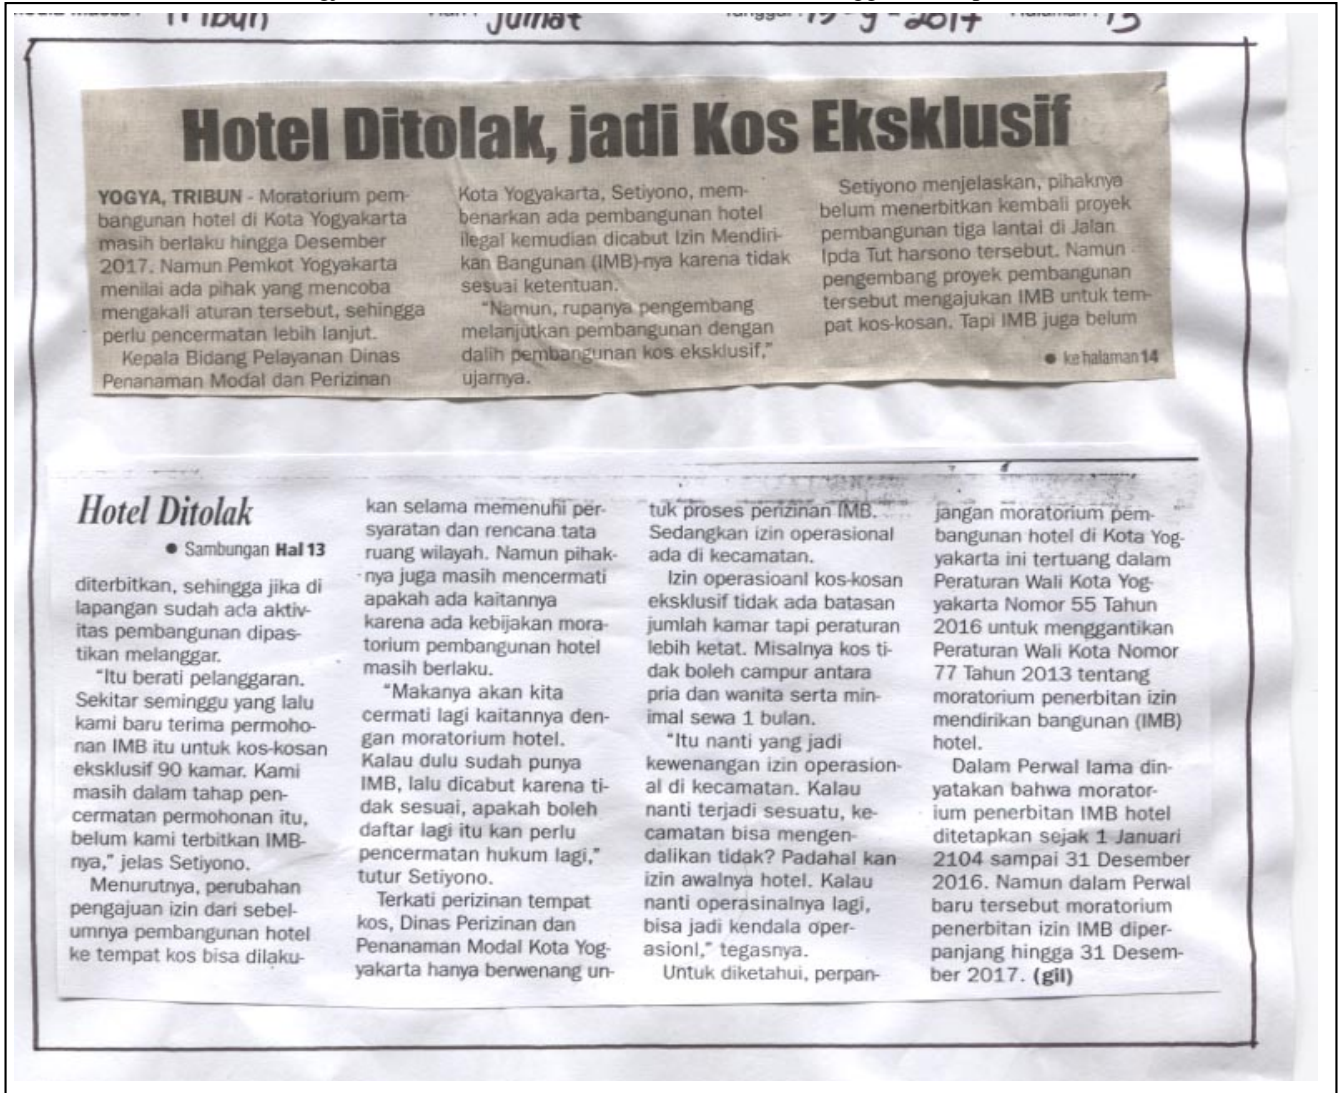 Tribun
Jumat
Hotel Ditolak, jadi Kos Eksklusif
YOGYA, TRIBUN - Moratorium pem-
bangunan hotel di Kota Yogyakarta
masih berlaku hingga Desember
2017. Namun Pemkot Yogyakarta
menilai ada pihak yang mencoba
mengakali aturan tersebut, sehingga
perlu pencermatan lebih lanjut.
Kepala Bidang Pelayanan Dinas
Penanaman Modal dan Perizinan
Kota Yogyakarta, Setiyono, mem-
benarkan ada pembangunan hotel
ilegal kemudian dicabut Izin Mendiri-
kan Bangunan (IMB)-nya karena tidak
sesuai ketentuan.
"Namun, rupanya pengembang
melanjutkan pembangunan dengan
dalih pembangunan kos eksklusif,"
ujarnya.
Setiyono menjelaskan, pihaknya
belum menerbitkan kembali proyek
pembangunan tiga lantai di Jalan
Ipda Tut harsono tersebut. Namun
pengembang proyek pembangunan
tersebut mengajukan IMB untuk tem-
pat kos-kosan. Tapi IMB juga belum
● ke halaman 14
Hotel Ditolak
● Sambungan Hal 13
diterbitkan, sehingga jika di
lapangan sudah ada aktiv-
itas pembangunan dipas-
tikan melanggar.
"Itu berati pelanggaran.
Sekitar seminggu yang lalu
kami baru terima permoho-
nan IMB itu untuk kos-kosan
eksklusif 90 kamar. Kami
masih dalam tahap pen-
cermatan permohonan itu,
belum kami terbitkan IMB-
nya," jelas Setiyono.
Menurutnya, perubahan
pengajuan izin dari sebel-
umnya pembangunan hotel
ke tempat kos bisa dilaku-
kan selama memenuhi per-
syaratan dan rencana tata
ruang wilayah. Namun pihak-
nya juga masih mencermati
apakah ada kaitannya
karena ada kebijakan mora-
torium pembangunan hotel
masih berlaku.
"Makanya akan kita
cermati lagi kaitannya den-
gan moratorium hotel.
Kalau dulu sudah punya
IMB, lalu dicabut karena ti-
dak sesuai, apakah boleh
daftar lagi itu kan perlu
pencermatan hukum lagi,"
tutur Setiyono.
Terkati perizinan tempat
kos, Dinas Perizinan dan
Penanaman Modal Kota Yog-
yakarta hanya berwenang un-
tuk proses perizinan IMB.
Sedangkan izin operasional
ada di kecamatan.
Izin operasioanl kos-kosan
eksklusif tidak ada batasan
jumlah kamar tapi peraturan
lebih ketat. Misalnya kos ti-
dak boleh campur antara
pria dan wanita serta min-
imal sewa 1 bulan.
"Itu nanti yang jadi
kewenangan izin operasion-
al di kecamatan. Kalau
nanti terjadi sesuatu, ke-
camatan bisa mengen-
dalikan tidak? Padahal kan
izin awalnya hotel. Kalau
nanti operasinalnya lagi,
bisa jadi kendala oper-
asionl," tegasnya.
Untuk diketahui, perpan-
jangan moratorium pem-
bangunan hotel di Kota Yog-
yakarta ini tertuang dalam
Peraturan Wali Kota Yog-
yakarta Nomor 55 Tahun
2016 untuk menggantikan
Peraturan Wali Kota Nomor
77 Tahun 2013 tentang
moratorium penerbitan izin
mendirikan bangunan (IMB)
hotel.
Dalam Perwal lama din-
yatakan bahwa morator-
ium penerbitan IMB hotel
ditetapkan sejak 1 Januari
2104 sampai 31 Desember
2016. Namun dalam Perwal
baru tersebut moratorium
penerbitan izin IMB diper-
panjang hingga 31 Desem-
ber 2017. (gil)